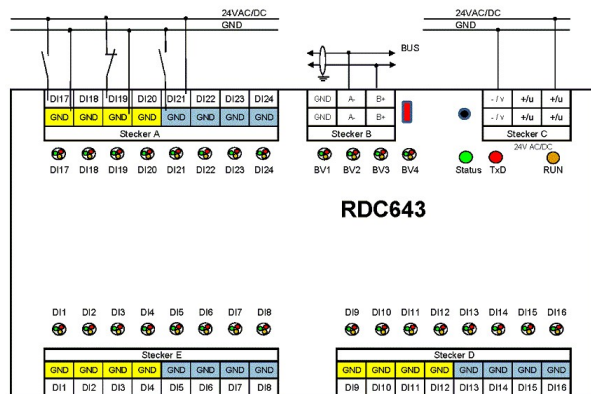 24VAC/DC
GND
BUS
24VAC/DC
GND
DI17 DI18 DI19 DI20 DI21 DI22 DI23 DI24
GND GND GND GND GND GND GND GND
Stecker A
GND A- B+
GND A- B+
Stecker B
- / v +/u +/u
- / v +/u +/u
Stecker C
24V AC/DC
DI17 DI18 DI19 DI20 DI21 DI22 DI23 DI24
BV1 BV2 BV3 BV4
Status TxD RUN
RDC643
DI1 DI2 DI3 DI4 DI5 DI6 DI7 DI8
DI9 DI10 DI11 DI12 DI13 DI14 DI15 DI16
Stecker E
GND GND GND GND GND GND GND GND
DI1 DI2 DI3 DI4 DI5 DI6 DI7 DI8
Stecker D
GND GND GND GND GND GND GND GND
DI9 DI10 DI11 DI12 DI13 DI14 DI15 DI16